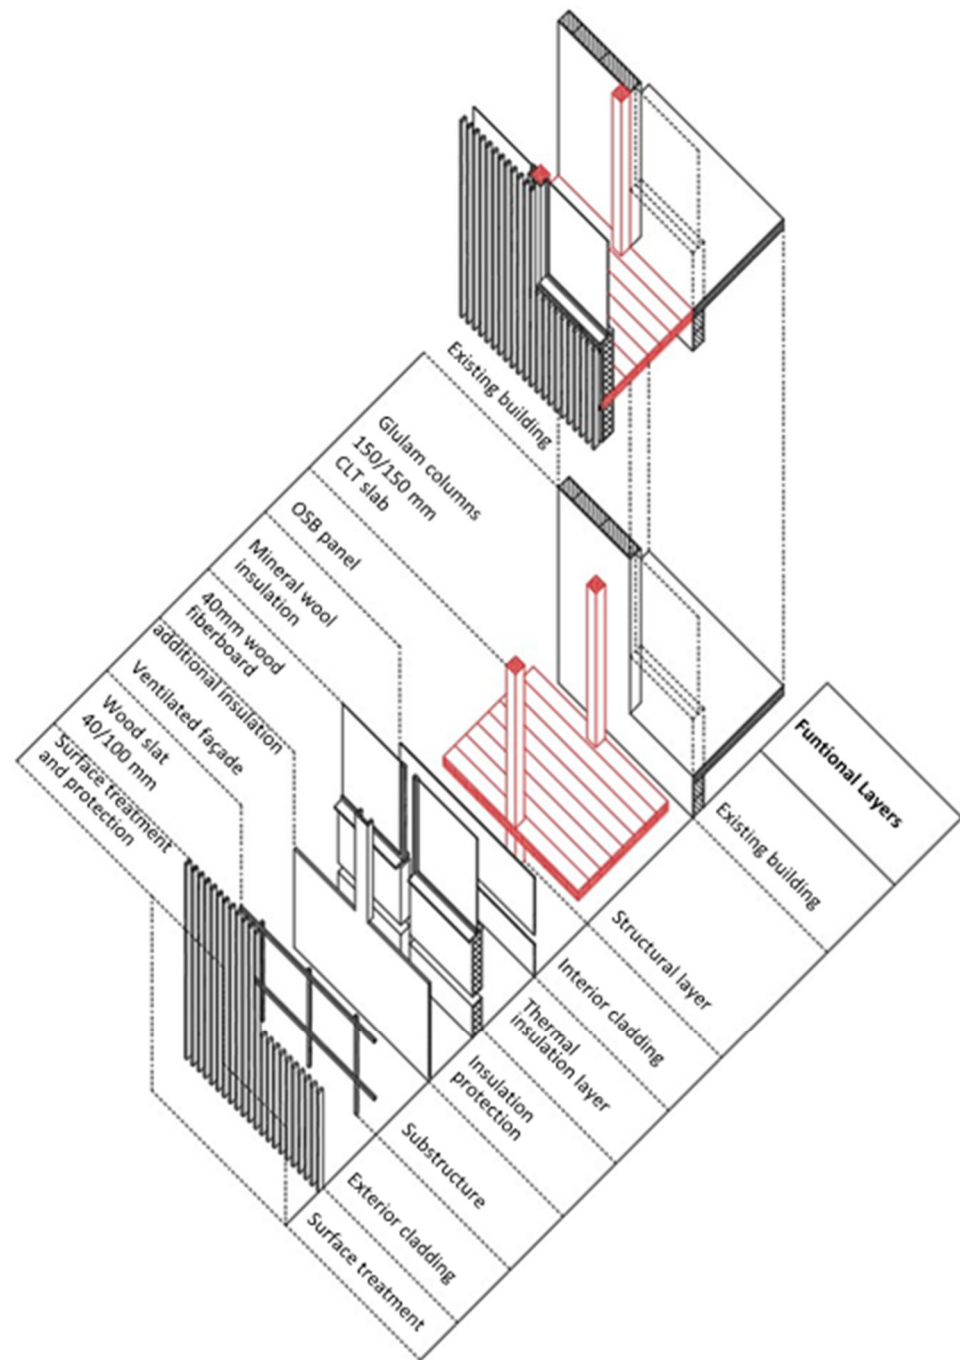 Existing building
Glulam columns
150/150 mm
CLT slab
OSB panel
Mineral wool
insulation
40mm wood
fiberboard
additional insulation
Ventilated façade
Wood slat
40/100 mm
Surface treatment
and protection
Funtional Layers
Existing building
Structural layer
Interior cladding
Thermal
insulation layer
Insulation
protection
Substructure
Exterior cladding
Surface treatment